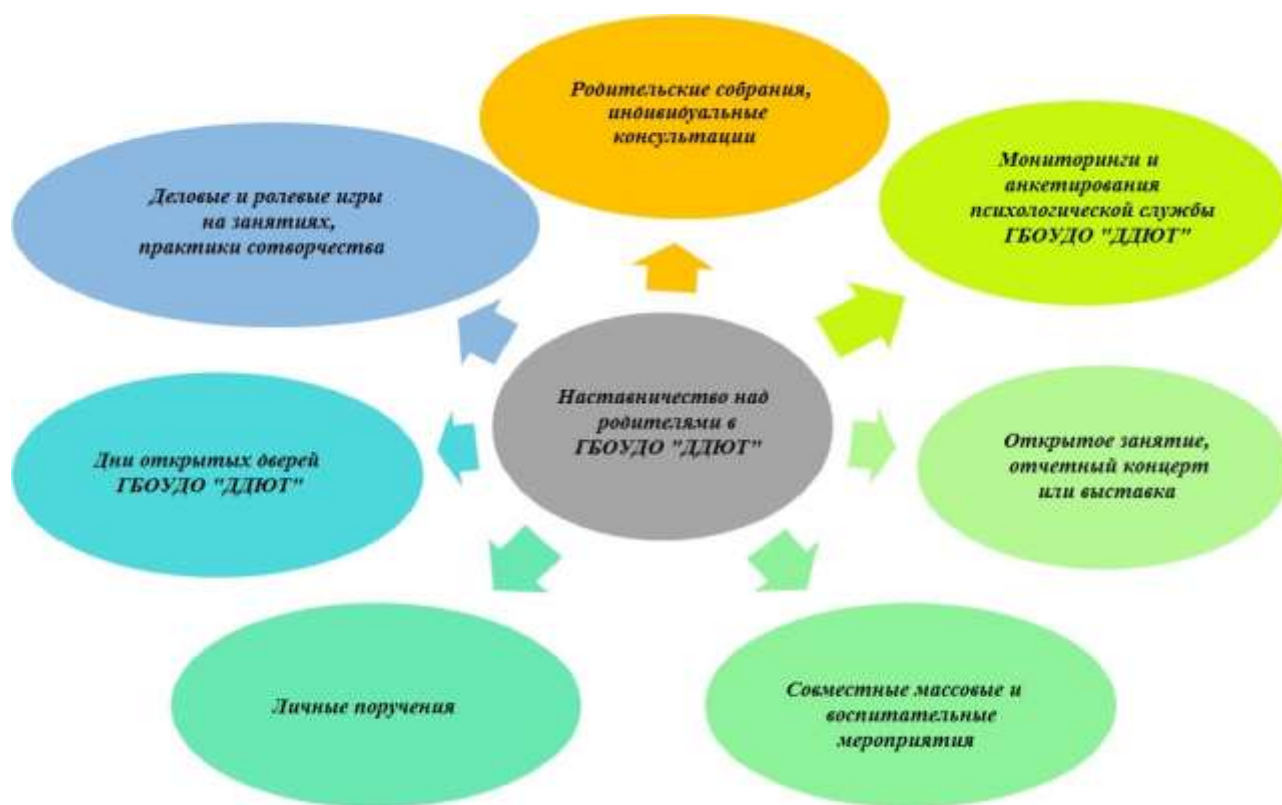 Родительские собрания,
индивидуальные
консультации
Мониторинги и
анкетирования
психологической службы
ГБОУДО "ДДЮТ"
Деловые и ролевые игры
на занятиях,
практики сотворчества
Наставничество над
родителями в
ГБОУДО "ДДЮТ"
Открытое занятие,
отчетный концерт
или выставка
Дни открытых дверей
ГБОУДО "ДДЮТ"
Личные поручения
Совместные массовые и
воспитательные
мероприятия